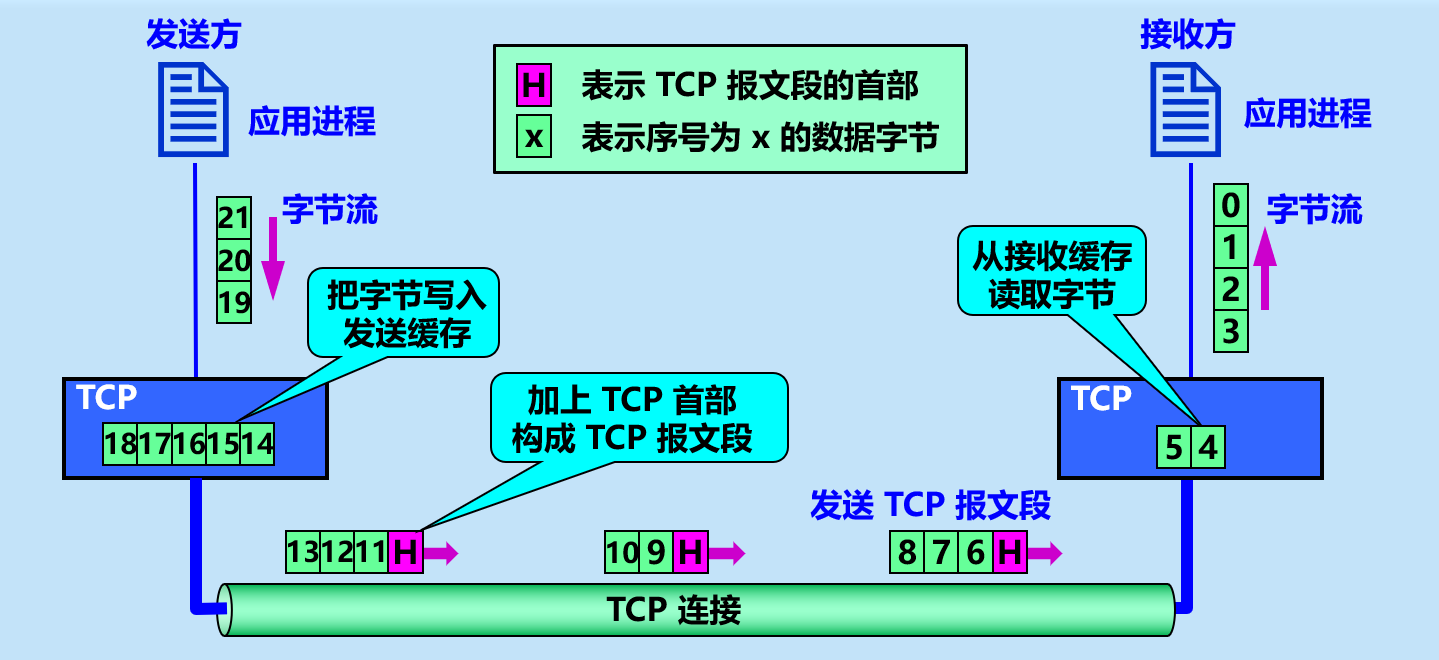 发送方
接收方
H 表示 TCP 报文段的首部
x 表示序号为 x 的数据字节
应用进程
应用进程
字节流
21
20
19
字节流
0
1
2
3
把字节写入
发送缓存
从接收缓存
读取字节
TCP
18 17 16 15 14
加上 TCP 首部
构成 TCP 报文段
TCP
5 4
发送 TCP 报文段
13 12 11 H
10 9 H
8 7 6 H
TCP 连接